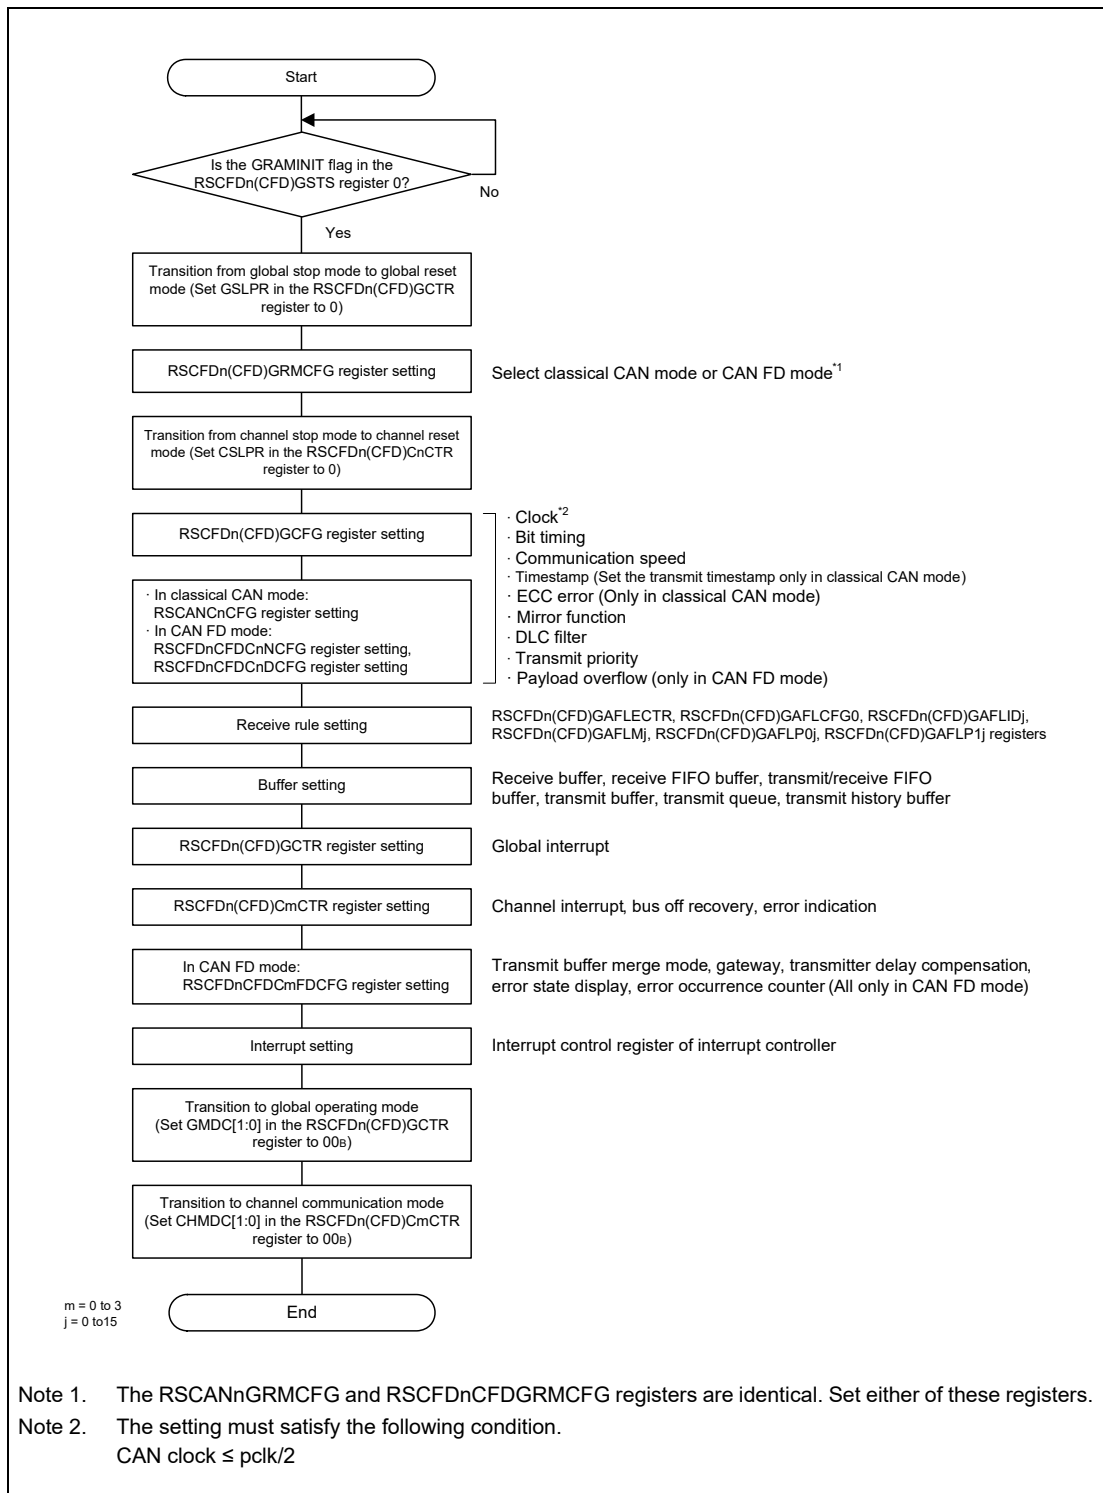 Start
Is the GRAMINIT flag in the
RSCFDn(CFD)GSTS register 0?
No
Yes
Transition from global stop mode to global reset
mode (Set GSLPR in the RSCFDn(CFD)GCTR
register to 0)
RSCFDn(CFD)GRMCFG register setting
Select classical CAN mode or CAN FD mode*1
Transition from channel stop mode to channel reset
mode (Set CSLPR in the RSCFDn(CFD)CnCTR
register to 0)
RSCFDn(CFD)GCFG register setting
· In classical CAN mode:
RSCANCnCFG register setting
· In CAN FD mode:
RSCFDnCFDCnNCFG register setting,
RSCFDnCFDCnDCFG register setting
· Clock*2
· Bit timing
· Communication speed
· Timestamp (Set the transmit timestamp only in classical CAN mode)
· ECC error (Only in classical CAN mode)
· Mirror function
· DLC filter
· Transmit priority
· Payload overflow (only in CAN FD mode)
Receive rule setting
RSCFDn(CFD)GAFLECTR, RSCFDn(CFD)GAFLCFG0, RSCFDn(CFD)GAFLIDj,
RSCFDn(CFD)GAFLMj, RSCFDn(CFD)GAFLP0j, RSCFDn(CFD)GAFLP1j registers
Buffer setting
Receive buffer, receive FIFO buffer, transmit/receive FIFO
buffer, transmit buffer, transmit queue, transmit history buffer
RSCFDn(CFD)GCTR register setting
Global interrupt
RSCFDn(CFD)CmCTR register setting
Channel interrupt, bus off recovery, error indication
In CAN FD mode:
RSCFDnCFDCmFDCFG register setting
Transmit buffer merge mode, gateway, transmitter delay compensation,
error state display, error occurrence counter (All only in CAN FD mode)
Interrupt setting
Interrupt control register of interrupt controller
Transition to global operating mode
(Set GMDC[1:0] in the RSCFDn(CFD)GCTR
register to 00B)
Transition to channel communication mode
(Set CHMDC[1:0] in the RSCFDn(CFD)CmCTR
register to 00B)
End
m = 0 to 3
j = 0 to15
Note 1. The RSCANnGRMCFG and RSCFDnCFDGRMCFG registers are identical. Set either of these registers.
Note 2. The setting must satisfy the following condition.
CAN clock ≤ pclk/2